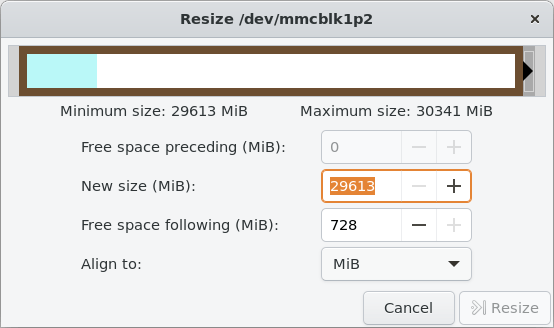 Resize /dev/mmcblk1p2
Minimum size: 29613 MiB Maximum size: 30341 MiB
Free space preceding (MiB): 0
New size (MiB): 29613
Free space following (MiB): 728
Align to: MiB
Cancel Resize